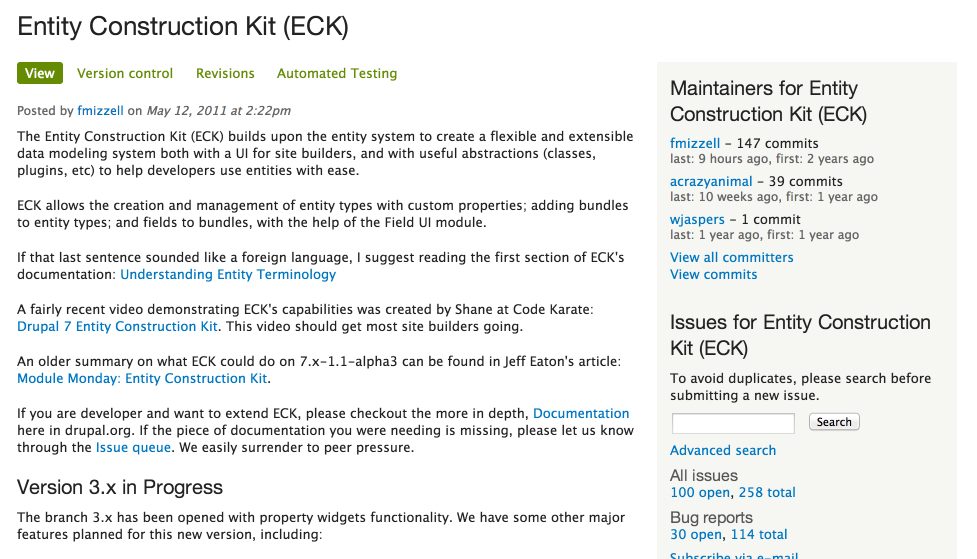 Entity Construction Kit (ECK)
View Version control Revisions Automated Testing
Posted by fmizzell on May 12, 2011 at 2:22pm
The Entity Construction Kit (ECK) builds upon the entity system to create a flexible and extensible
data modeling system both with a UI for site builders, and with useful abstractions (classes,
plugins, etc) to help developers use entities with ease.
ECK allows the creation and management of entity types with custom properties; adding bundles
to entity types; and fields to bundles, with the help of the Field UI module.
If that last sentence sounded like a foreign language, I suggest reading the first section of ECK's
documentation: Understanding Entity Terminology
A fairly recent video demonstrating ECK's capabilities was created by Shane at Code Karate:
Drupal 7 Entity Construction Kit. This video should get most site builders going.
An older summary on what ECK could do on 7.x-1.1-alpha3 can be found in Jeff Eaton's article:
Module Monday: Entity Construction Kit.
If you are developer and want to extend ECK, please checkout the more in depth, Documentation
here in drupal.org. If the piece of documentation you were needing is missing, please let us know
through the Issue queue. We easily surrender to peer pressure.
Version 3.x in Progress
The branch 3.x has been opened with property widgets functionality. We have some other major
features planned for this new version, including:
Maintainers for Entity
Construction Kit (ECK)
fmizzell – 147 commits
last: 9 hours ago, first: 2 years ago
acrazyanimal – 39 commits
last: 10 weeks ago, first: 1 year ago
wjaspers – 1 commit
last: 1 year ago, first: 1 year ago
View all committers
View commits
Issues for Entity Construction
Kit (ECK)
To avoid duplicates, please search before
submitting a new issue.
Search
Advanced search
All issues
100 open, 258 total
Bug reports
30 open, 114 total
Subscribe via e-mail